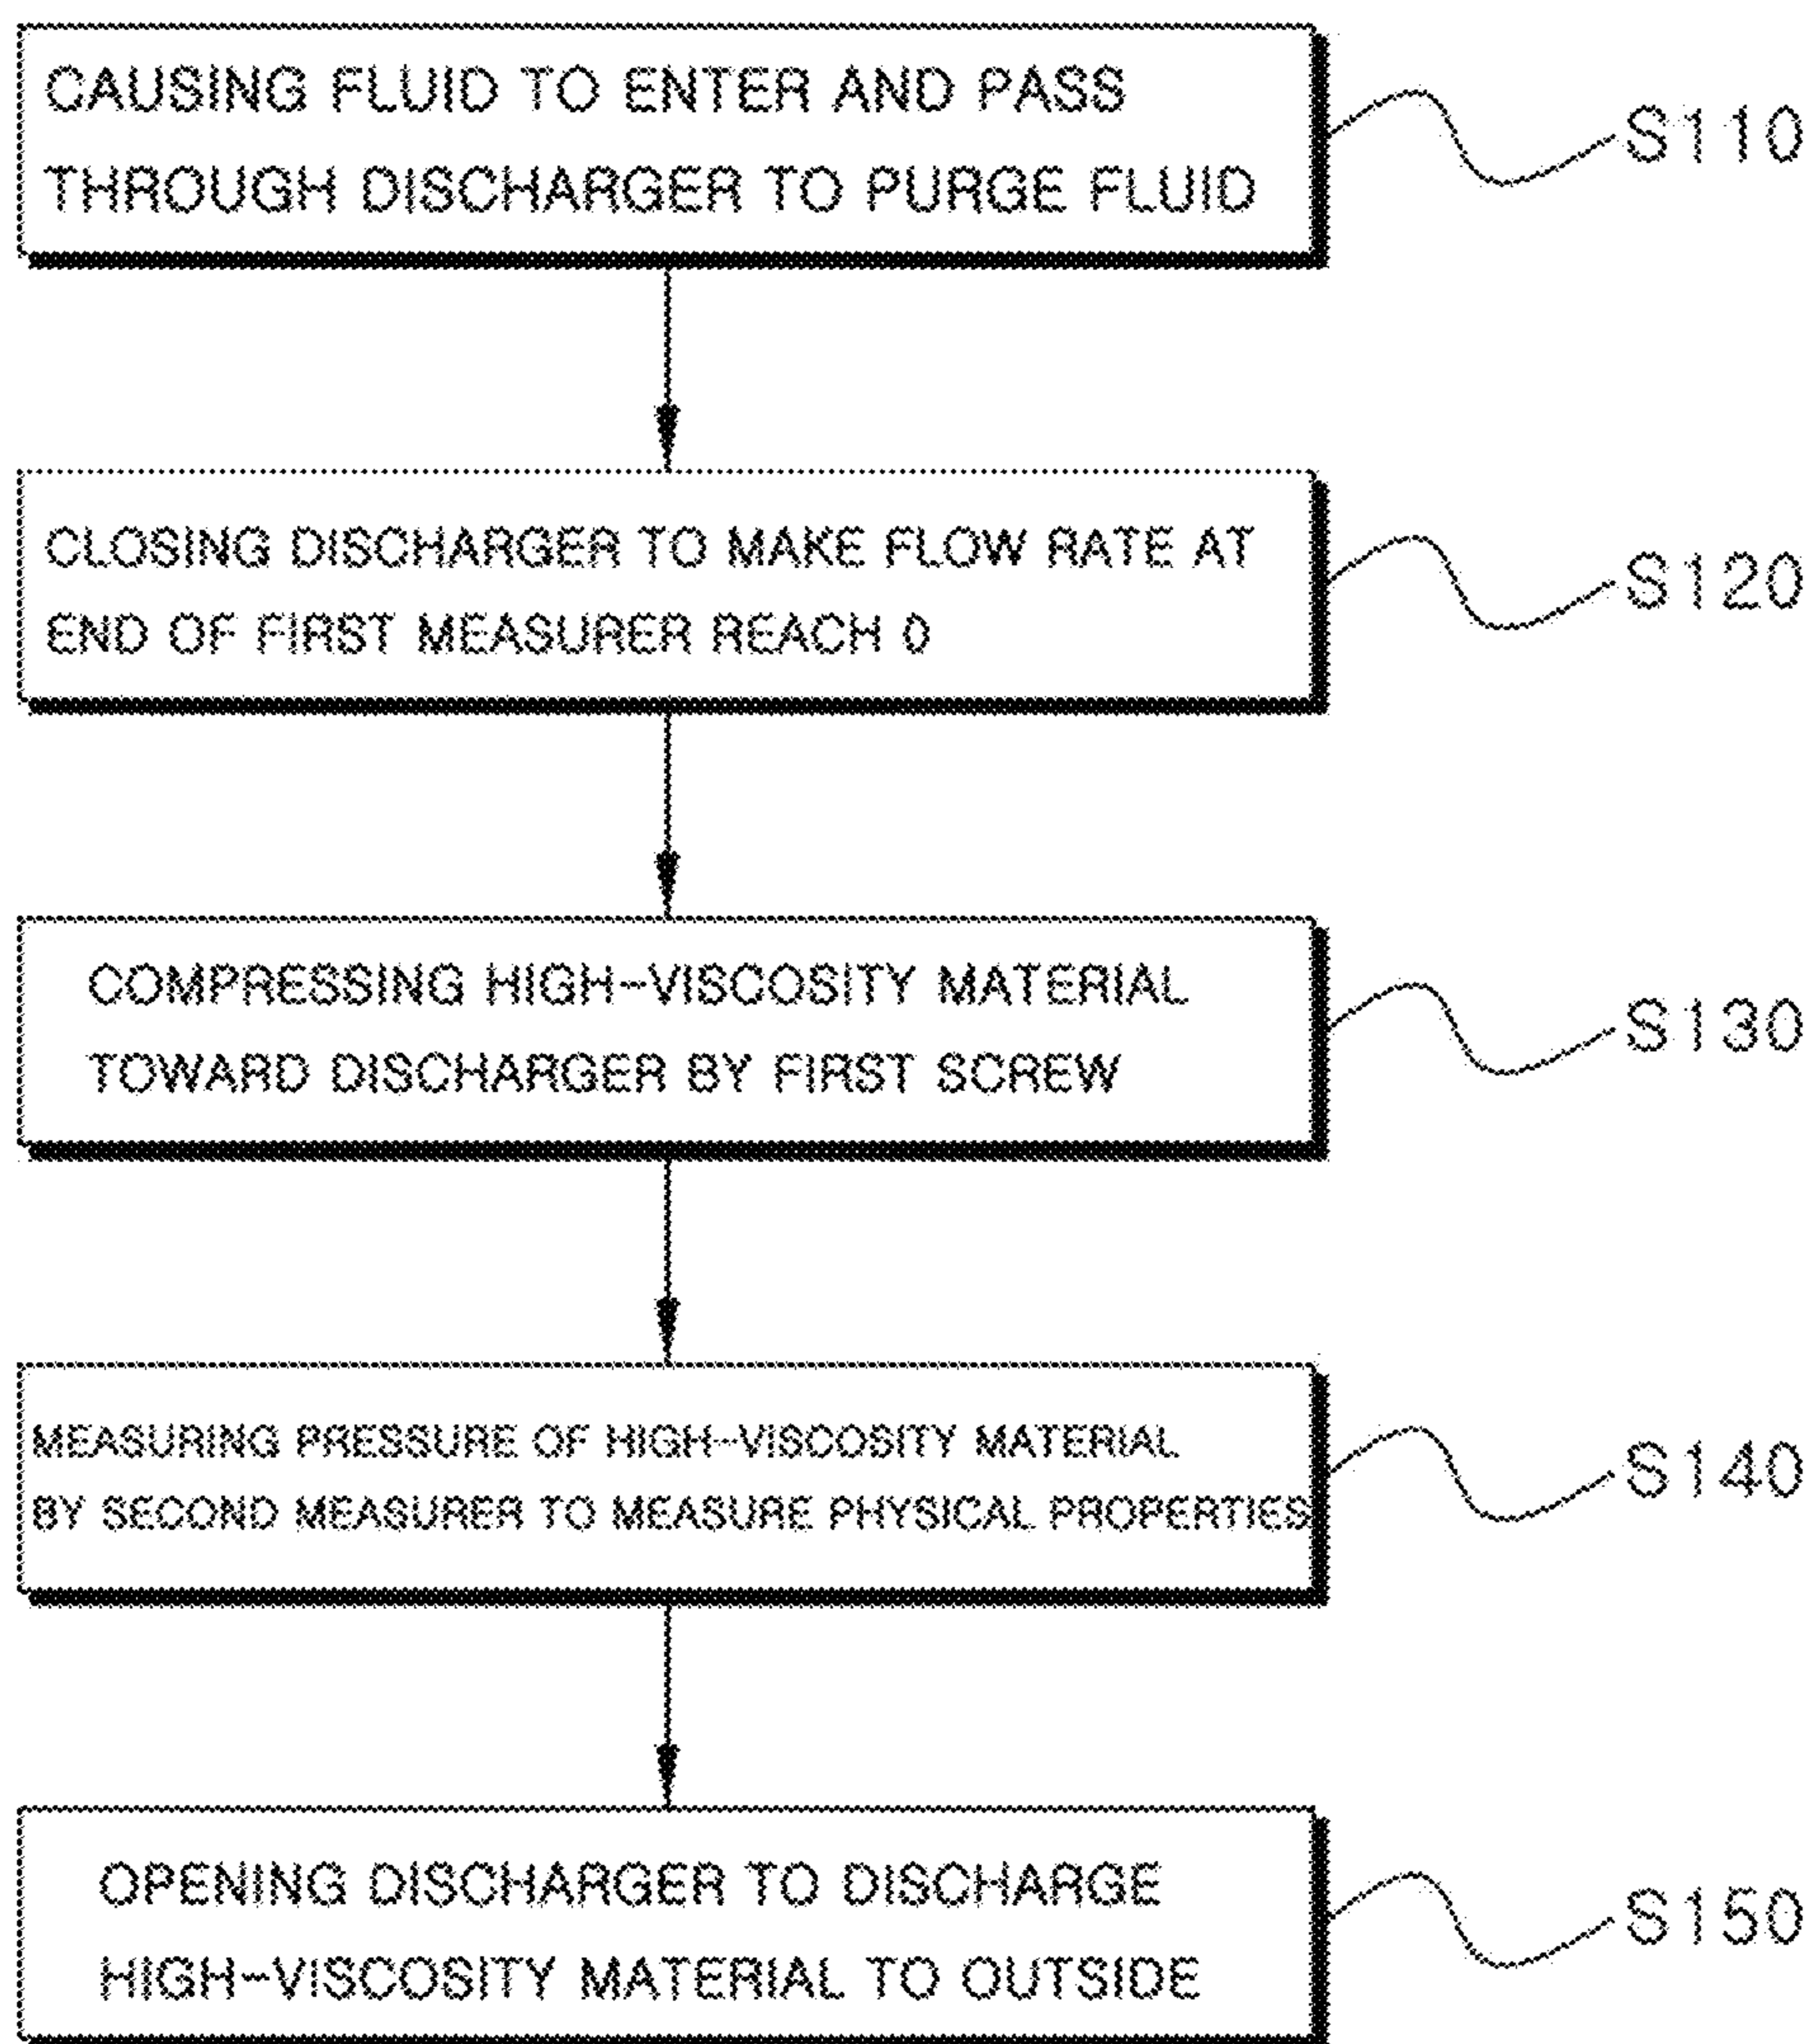 CAUSING FLUID TO ENTER AND PASS
THROUGH DISCHARGER TO PURGE FLUID
S110
CLOSING DISCHARGER TO MAKE FLOW RATE AT
END OF FIRST MEASURER REACH 0
S120
COMPRESSING HIGH-VISCOSITY MATERIAL
TOWARD DISCHARGER BY FIRST SCREW
S130
MEASURING PRESSURE OF HIGH-VISCOSITY MATERIAL
BY SECOND MEASURER TO MEASURE PHYSICAL PROPERTIES
S140
OPENING DISCHARGER TO DISCHARGE
HIGH-VISCOSITY MATERIAL TO OUTSIDE
S150